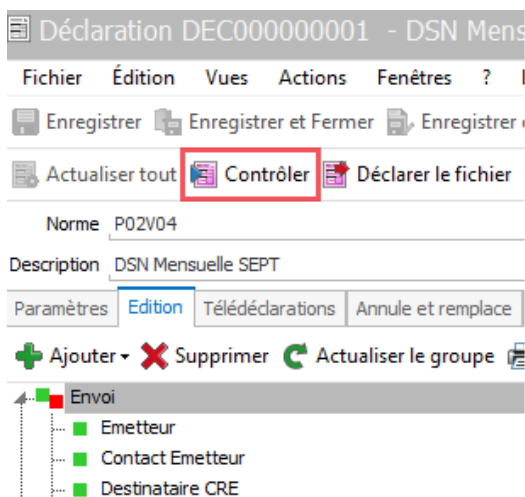 Déclaration DEC000000001 - DSN Mens
Fichier Édition Vues Actions Fenêtres ?
Enregistrer Enregistrer et Fermer Enregistrer
Actualiser tout Contrôler Déclarer le fichier
Norme P02V04
Description DSN Mensuelle SEPT
Paramètres Edition Télédéclarations Annule et remplace
Ajouter Supprimer Actualiser le groupe
Envoi
Emetteur
Contact Emetteur
Destinataire CRE